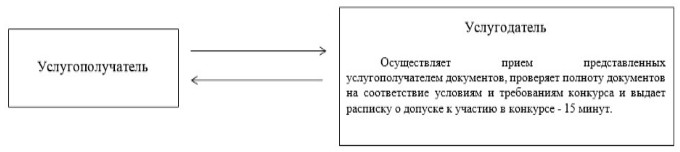 Услугополучатель
Услугодатель
Осуществляет прием представленных
услугополучателем документов, проверяет полноту документов
на соответствие условиям и требованиям конкурса и выдает
расписку о допуске к участию в конкурсе - 15 минут.